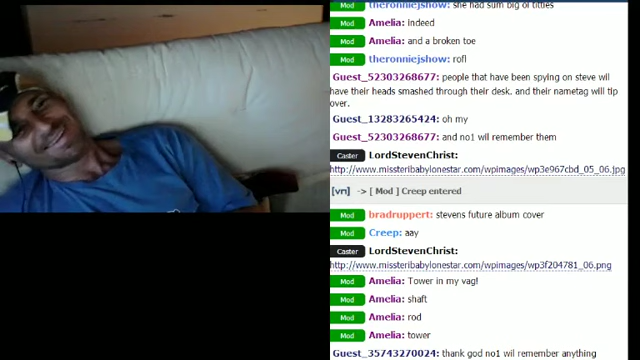 Mod theronniejshow: she had sum big ol titties
Mod Amelia: indeed
Mod Amelia: and a broken toe
Mod theronniejshow: rofl
Guest_52303268677: people that have been spying on steve wil
have their heads smashed through their desk. and their nametag will tip
over.
Guest_13283265424: oh my
Guest_52303268677: and no1 wil remember them
Caster LordStevenChrist:
http://www.missteribabylonestar.com/wpimages/wp3e967cbd_05_06.jpg
[vn] -> [ Mod ] Creep entered
Mod bradruppert: stevens future album cover
Mod Creep: aay
Caster LordStevenChrist:
http://www.missteribabylonestar.com/wpimages/wp3f204781_06.png
Mod Amelia: Tower in my vag!
Mod Amelia: shaft
Mod Amelia: rod
Mod Amelia: tower
Guest_35743270024: thank god no1 wil remember anything